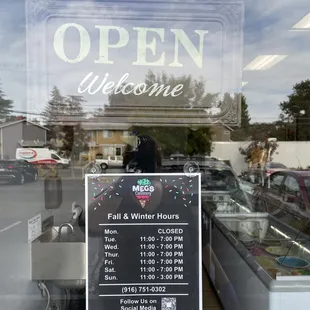 OPEN
Welcome
MEG'S
Fall & Winter Hours
Mon. CLOSED
Tue. 11:00 - 7:00 PM
Wed. 11:00 - 7:00 PM
Thur. 11:00 - 7:00 PM
Fri. 11:00 - 7:00 PM
Sat. 11:00 - 7:00 PM
Sun. 11:00 - 3:00 PM
(916) 751-0302
Follow Us on
Social Media